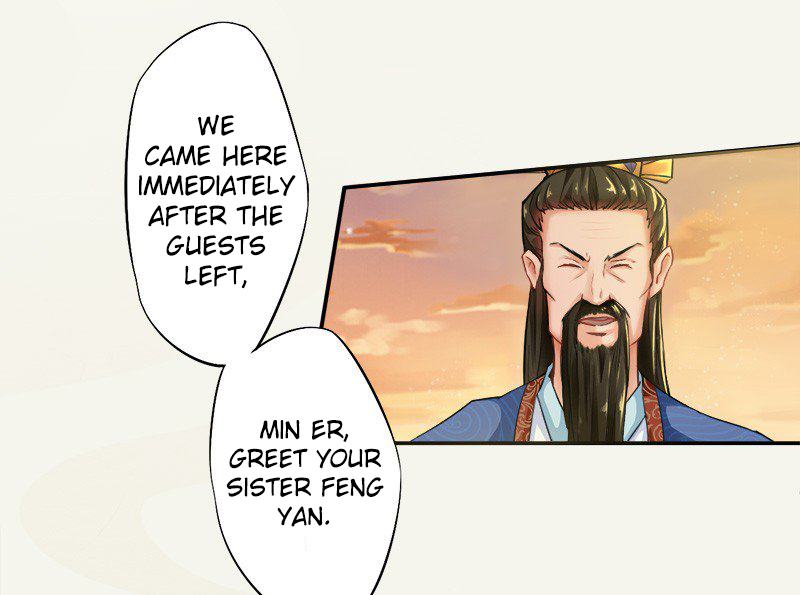 WE
CAME HERE
IMMEDIATELY
AFTER THE
GUESTS
LEFT,
MIN ER,
GREET YOUR
SISTER FENG
YAN.